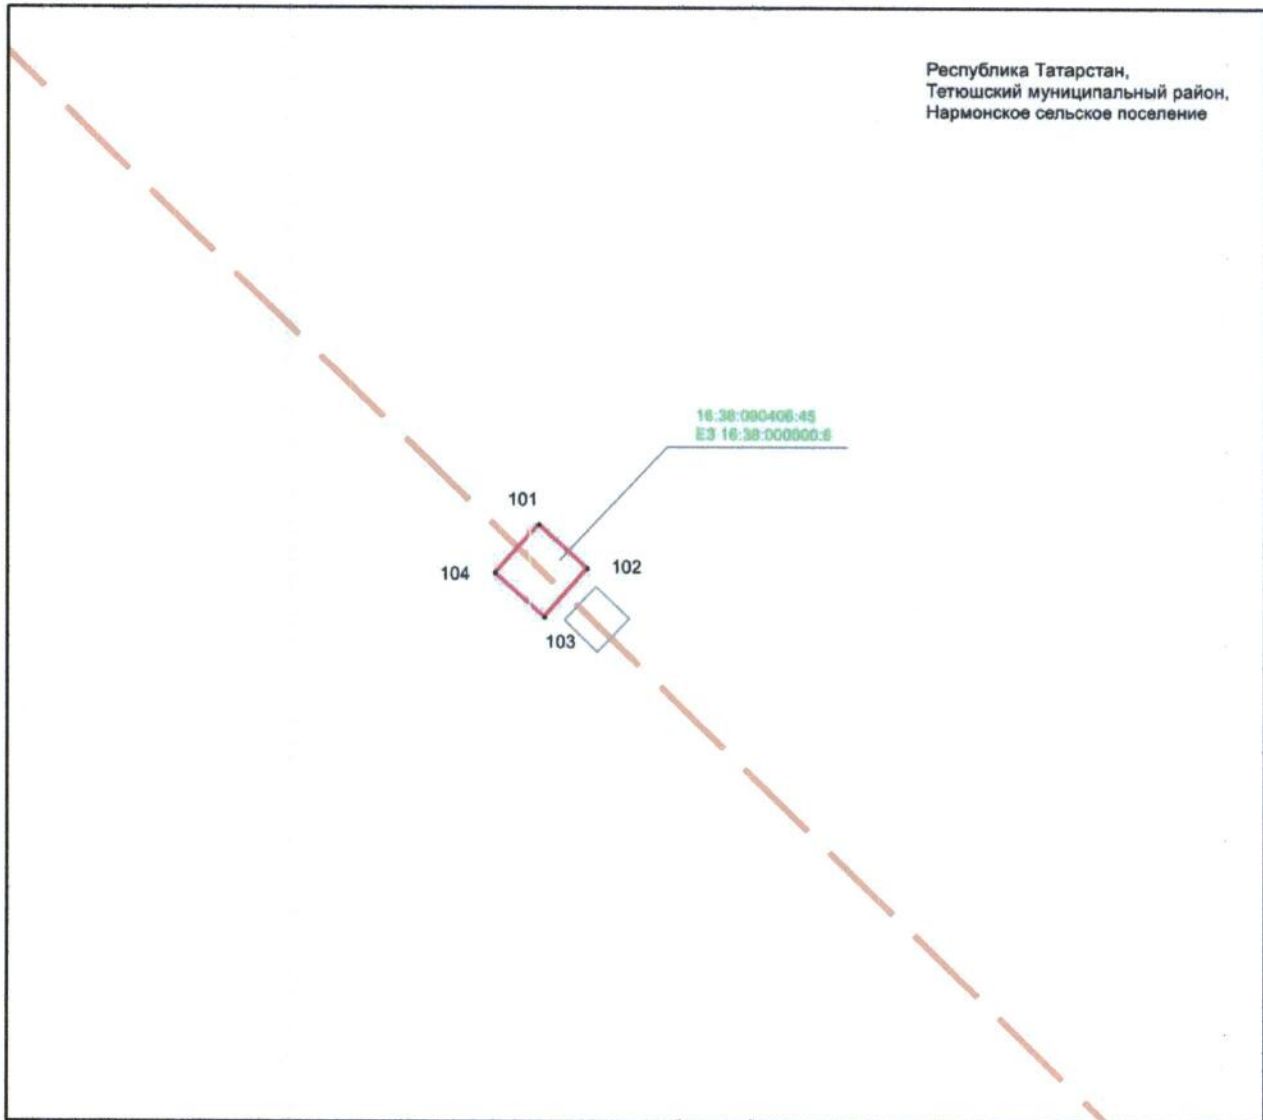 Республика Татарстан,
Тетюшский муниципальный район,
Нармонское сельское поселение
16:38:090406:45
ЕЗ 16:38:000000:6
101
102
104
103